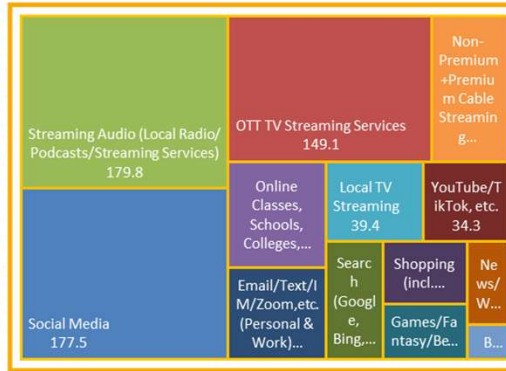 Streaming Audio (Local Radio/
Podcasts/Streaming Services)
179.8
Social Media
177.5
OTT TV Streaming Services
149.1
Non-
Premium
+Premiu
m Cable
Streamin
g...
Online
Classes,
Schools,
Colleges,...
Local TV
Streaming
39.4
YouTube/T
ikTok, etc.
34.3
Email/Text/I
M/Zoom,etc.
(Personal &
Work)...
Searc
h
(Googl
e,
Bing,...
Shopping
(incl....
Games/Fa
ntasy/Be...
Ne
ws/
W...
B...